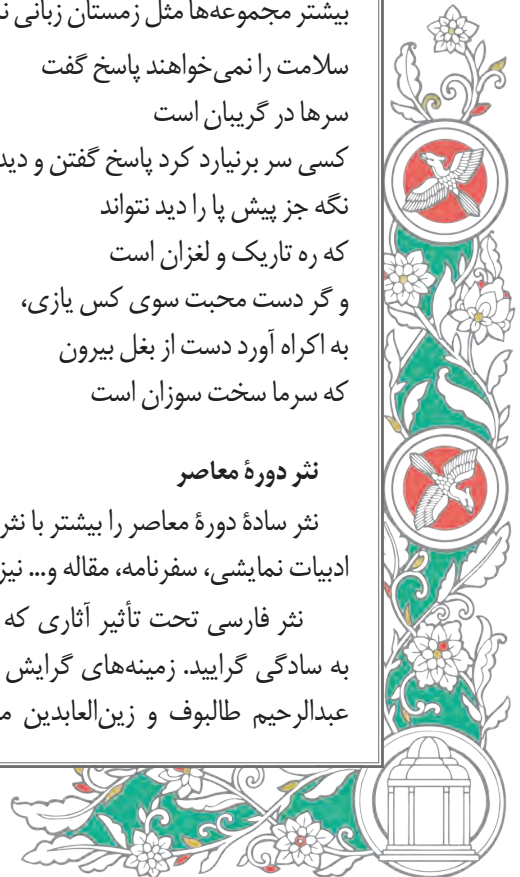 بیشتر مجموعه‌ها مثل زمستان زبانی
سلامت را نمی‌خواهند پاسخ گفت
سرها در گریبان است
کسی سر برنیارد کرد پاسخ گفتن و
نگه جز پیش پا را دید نتواند
که ره تاریک و لغزان است
و گر دست محبت سوی کس یازی،
به اکراه آورد دست از بغل بیرون
که سرما سخت سوزان است
نثر دورهٔ معاصر
نثر سادهٔ دورهٔ معاصر را بیشتر با نثر
ادبیات نمایشی، سفرنامه، مقاله و... نیز
نثر فارسی تحت تأثیر آثاری که
به سادگی گرایید. زمینه‌های گرایش
عبدالرحیم طالبوف و زین‌العابدین